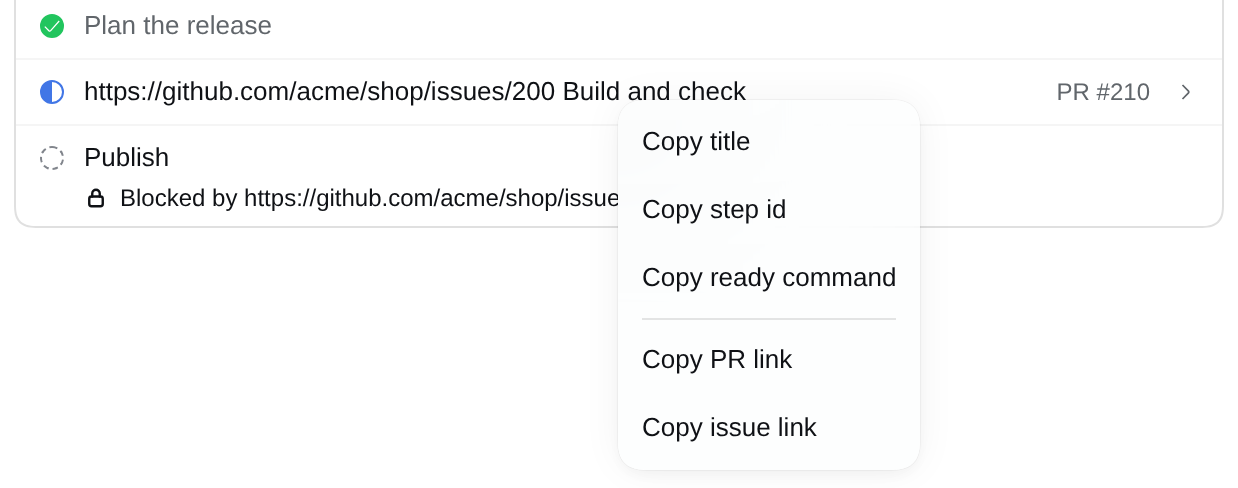 Plan the release
https://github.com/acme/shop/issues/200 Build and check
PR #210
Publish
Blocked by https://github.com/acme/shop/issue
Copy title
Copy step id
Copy ready command
Copy PR link
Copy issue link